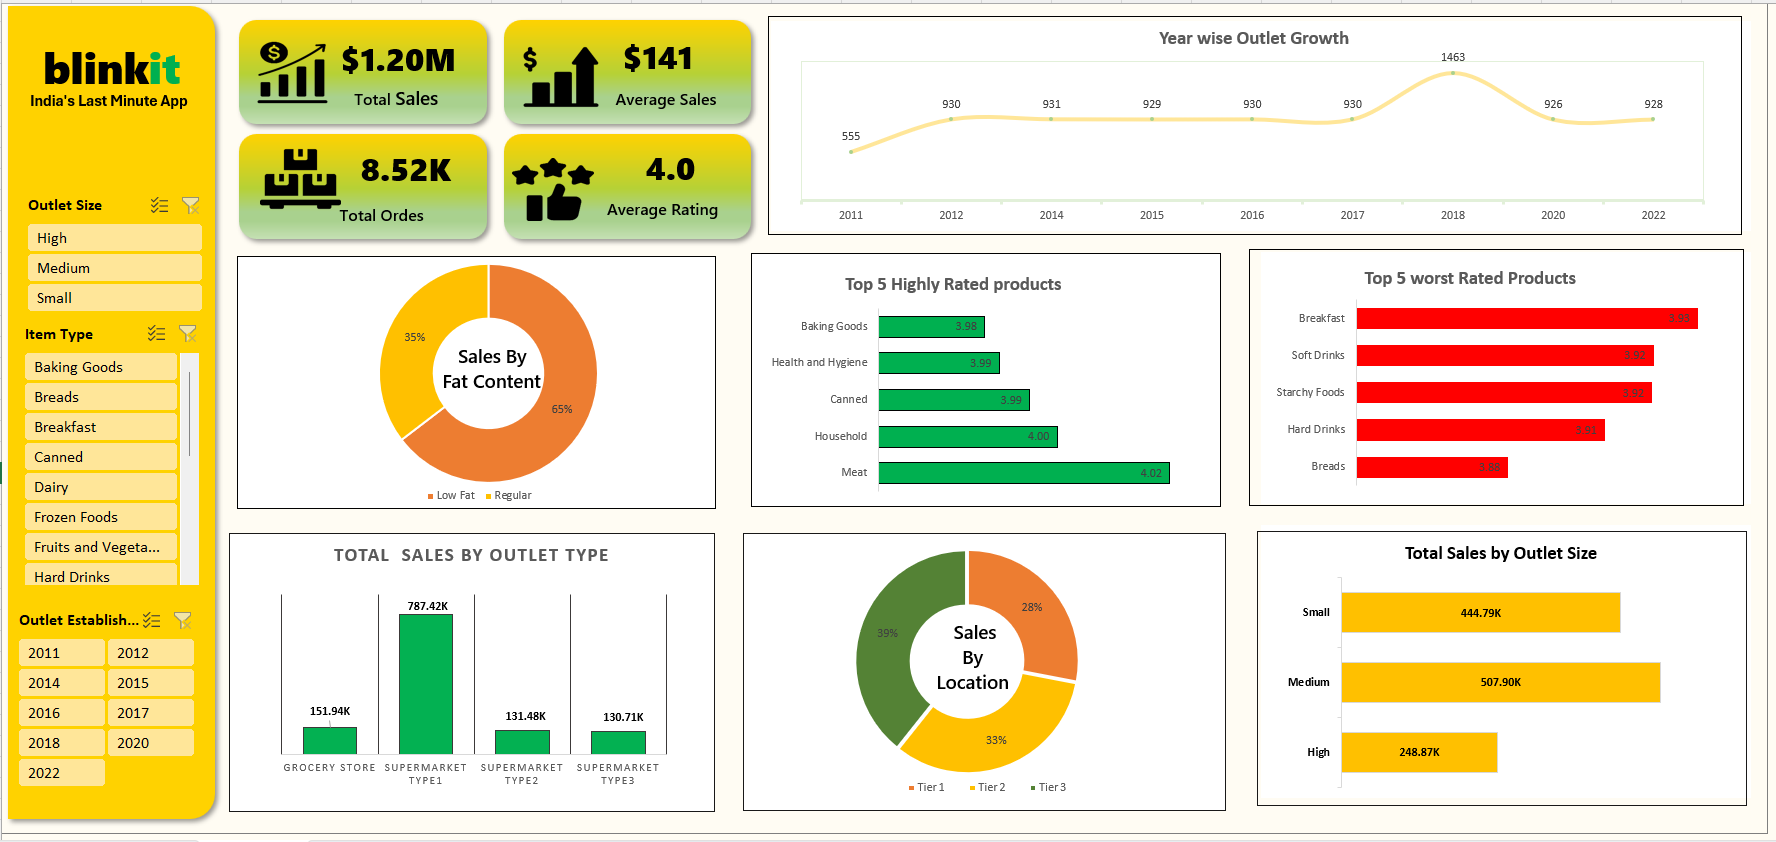 blinkit
India's Last Minute App
Outlet Size
High
Medium
Small
Item Type
Baking Goods
Breads
Breakfast
Canned
Dairy
Frozen Foods
Fruits and Vegeta...
Hard Drinks
Outlet Establish...
2011 2012
2014 2015
2016 2017
2018 2020
2022
$1.20M
Total Sales
$141
Average Sales
8.52K
Total Ordes
4.0
Average Rating
Year wise Outlet Growth
555 930 931 929 930 930 1463 926 928
2011 2012 2014 2015 2016 2017 2018 2020 2022
35%
65%
Sales By
Fat Content
Low Fat Regular
Top 5 Highly Rated products
Baking Goods 3.98
Health and Hygiene 3.99
Canned 3.99
Household 4.00
Meat 4.02
Top 5 worst Rated Products
Breakfast 3.93
Soft Drinks 3.92
Starchy Foods 3.92
Hard Drinks 3.91
Breads 3.88
TOTAL SALES BY OUTLET TYPE
151.94K 787.42K 131.48K 130.71K
GROCERY STORE SUPERMARKET SUPERMARKET SUPERMARKET
TYPE1 TYPE2 TYPE3
28%
39%
33%
Sales
By
Location
Tier 1 Tier 2 Tier 3
Total Sales by Outlet Size
Small 444.79K
Medium 507.90K
High 248.87K